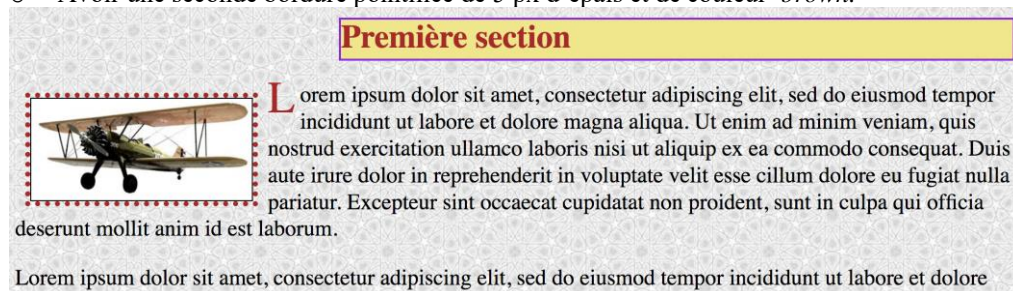 Avoir une seconde bordure pointillée de 5 px d'épais et de couleur brown.
Première section
Lorem ipsum dolor sit amet, consectetur adipiscing elit, sed do eiusmod tempor
incididunt ut labore et dolore magna aliqua. Ut enim ad minim veniam, quis
nostrud exercitation ullamco laboris nisi ut aliquip ex ea commodo consequat. Duis
aute irure dolor in reprehenderit in voluptate velit esse cillum dolore eu fugiat nulla
pariatur. Excepteur sint occaecat cupidatat non proident, sunt in culpa qui officia
deserunt mollit anim id est laborum.
Lorem ipsum dolor sit amet, consectetur adipiscing elit, sed do eiusmod tempor incididunt ut labore et dolore